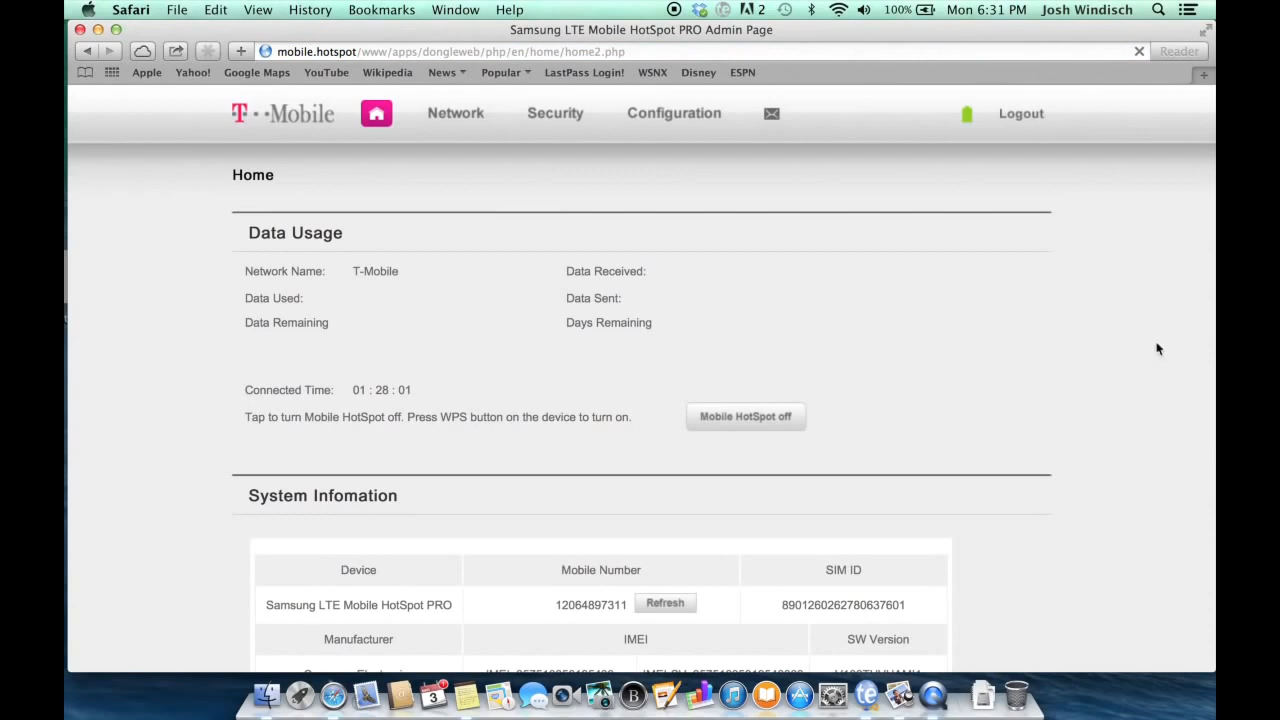 Safari File Edit View History Bookmarks Window Help 2 100% Mon 6:31 PM Josh Windisch
Samsung LTE Mobile HotSpot PRO Admin Page
mobile.hotspot/www/apps/dongleweb/php/en/home/home2.php Reader
Apple Yahoo! Google Maps YouTube Wikipedia News Popular LastPass Login! WSNX Disney ESPN
T··Mobile Network Security Configuration Logout
Home
Data Usage
Network Name: T-Mobile Data Received:
Data Used: Data Sent:
Data Remaining Days Remaining
Connected Time: 01 : 28 : 01
Tap to turn Mobile HotSpot off. Press WPS button on the device to turn on. Mobile HotSpot off
System Infomation
Device Mobile Number SIM ID
Samsung LTE Mobile HotSpot PRO 12064897311 Refresh 8901260262780637601
Manufacturer IMEI SW Version